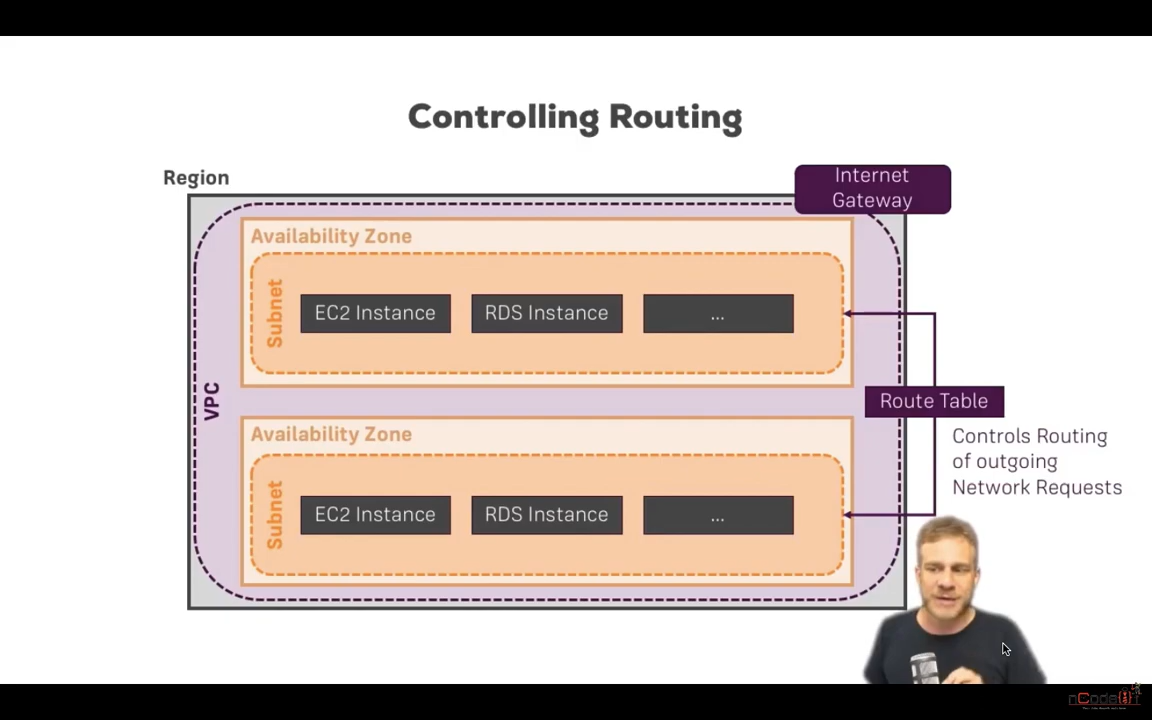 Controlling Routing
Region
Internet
Gateway
Availability Zone
Subnet
EC2 Instance
RDS Instance
...
VPC
Route Table
Controls Routing
of outgoing
Network Requests
Availability Zone
Subnet
EC2 Instance
RDS Instance
...